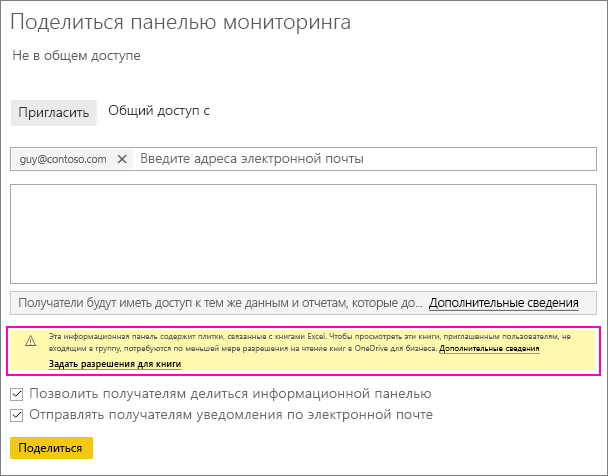 Поделиться панелью мониторинга
Не в общем доступе
Пригласить Общий доступ с
guy@contoso.com ✕ Введите адреса электронной почты
Получатели будут иметь доступ к тем же данным и отчетам, которые до... Дополнительные сведения
Эта информационная панель содержит плитки, связанные с книгами Excel. Чтобы просмотреть эти книги, приглашенным пользователям, не
входящим в группу, потребуются по меньшей мере разрешения на чтение книг в OneDrive для бизнеса. Дополнительные сведения
Задать разрешения для книги
Позволить получателям делиться информационной панелью
Отправлять получателям уведомления по электронной почте
Поделиться